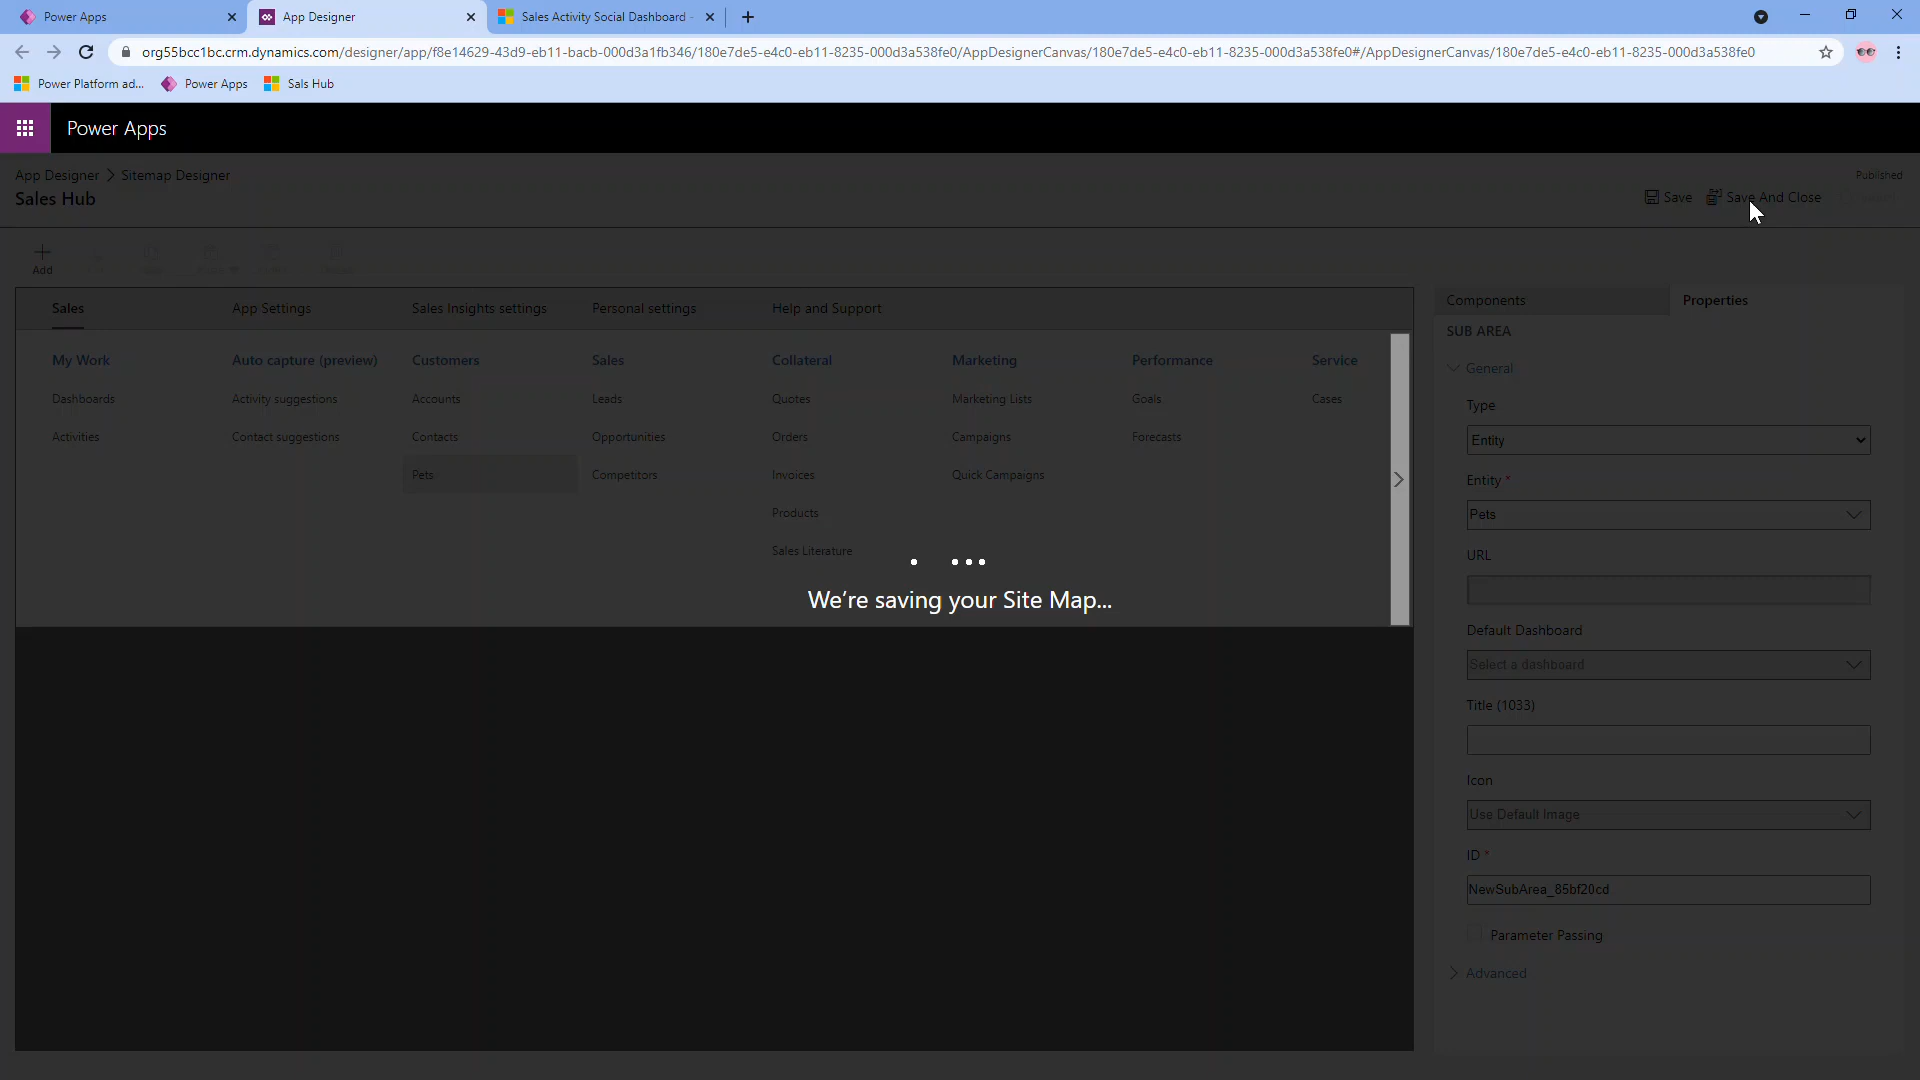 Power Apps
App Designer
Sales Activity Social Dashboard -
org55bcc1bc.crm.dynamics.com/designer/app/f8e14629-43d9-eb11-bacb-000d3a1fb346/180e7de5-e4c0-eb11-8235-000d3a538fe0/AppDesignerCanvas/180e7de5-e4c0-eb11-8235-000d3a538fe0#/AppDesignerCanvas/180e7de5-e4c0-eb11-8235-000d3a538fe0
Power Platform ad... Power Apps Sals Hub
Power Apps
App Designer > Sitemap Designer
Published
Sales Hub
Save Save And Close
Add
Sales App Settings Sales Insights settings Personal settings Help and Support
My Work Auto capture (preview) Customers Sales Collateral Marketing Performance Service
Dashboards Activity suggestions Accounts Leads Quotes Marketing Lists Goals Cases
Activities Contact suggestions Contacts Opportunities Orders Campaigns Forecasts
Pets Competitors Invoices Quick Campaigns
Products
Sales Literature
We're saving your Site Map...
Components Properties
SUB AREA
General
Type
Entity
Entity *
Pets
URL
Default Dashboard
Select a dashboard
Title (1033)
Icon
Use Default Image
ID *
NewSubArea_85bf20cd
Parameter Passing
Advanced